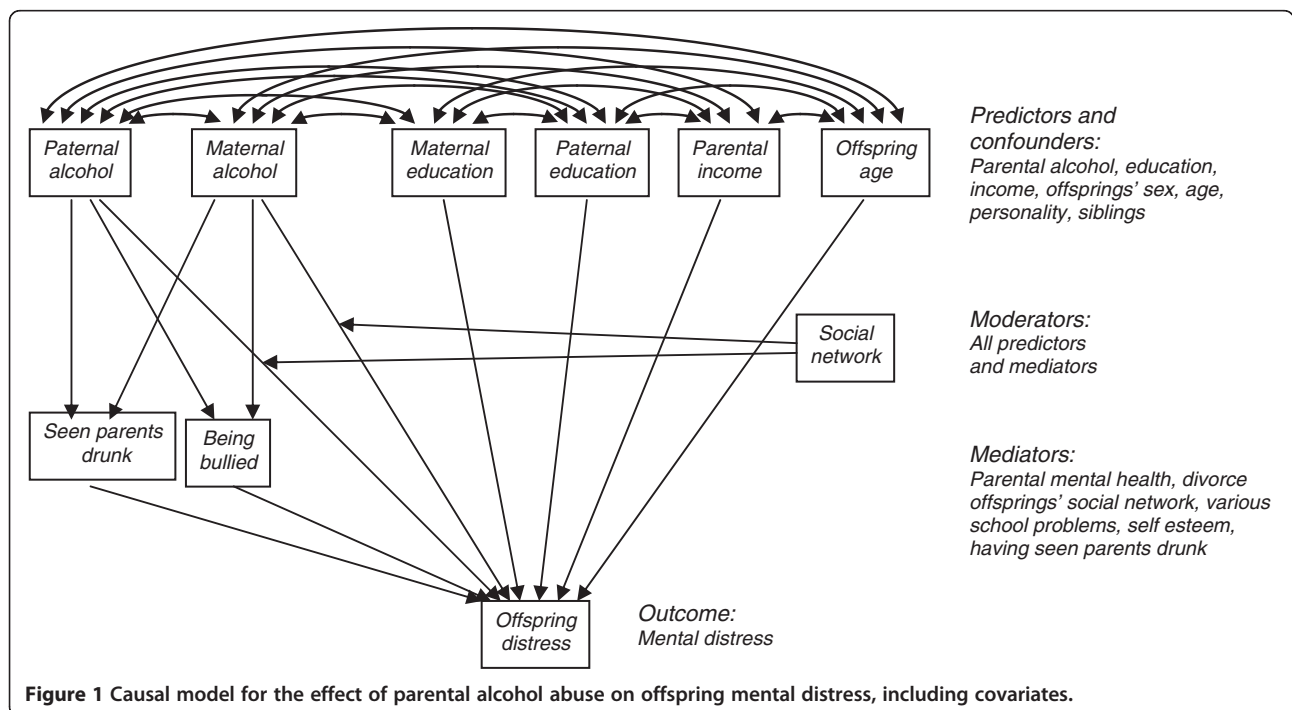 Paternal
alcohol
Maternal
alcohol
Maternal
education
Paternal
education
Parental
income
Offspring
age
Predictors and
confounders:
Parental alcohol, education,
income, offsprings' sex, age,
personality, siblings
Social
network
Moderators:
All predictors
and mediators
Seen parents
drunk
Being
bullied
Mediators:
Parental mental health, divorce
offsprings' social network, various
school problems, self esteem,
having seen parents drunk
Offspring
distress
Outcome:
Mental distress
Figure 1 Causal model for the effect of parental alcohol abuse on offspring mental distress, including covariates.